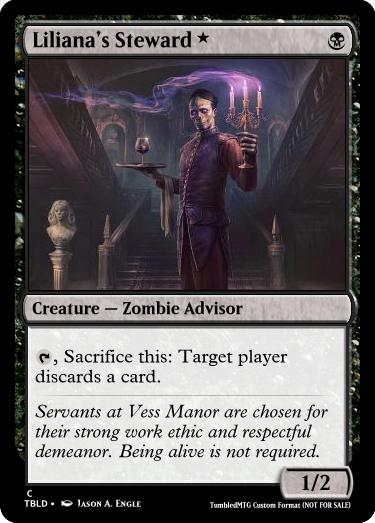 Liliana's Steward ★
Creature — Zombie Advisor
, Sacrifice this: Target player
discards a card.
Servants at Vess Manor are chosen for
their strong work ethic and respectful
demeanor. Being alive is not required.
1/2
C
TBLD • Jason A. Engle
TumbledMTG Custom Format (NOT FOR SALE)